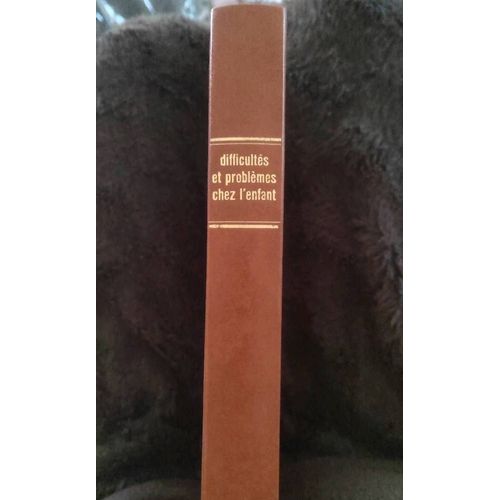 difficultés
et problèmes
chez l'enfant